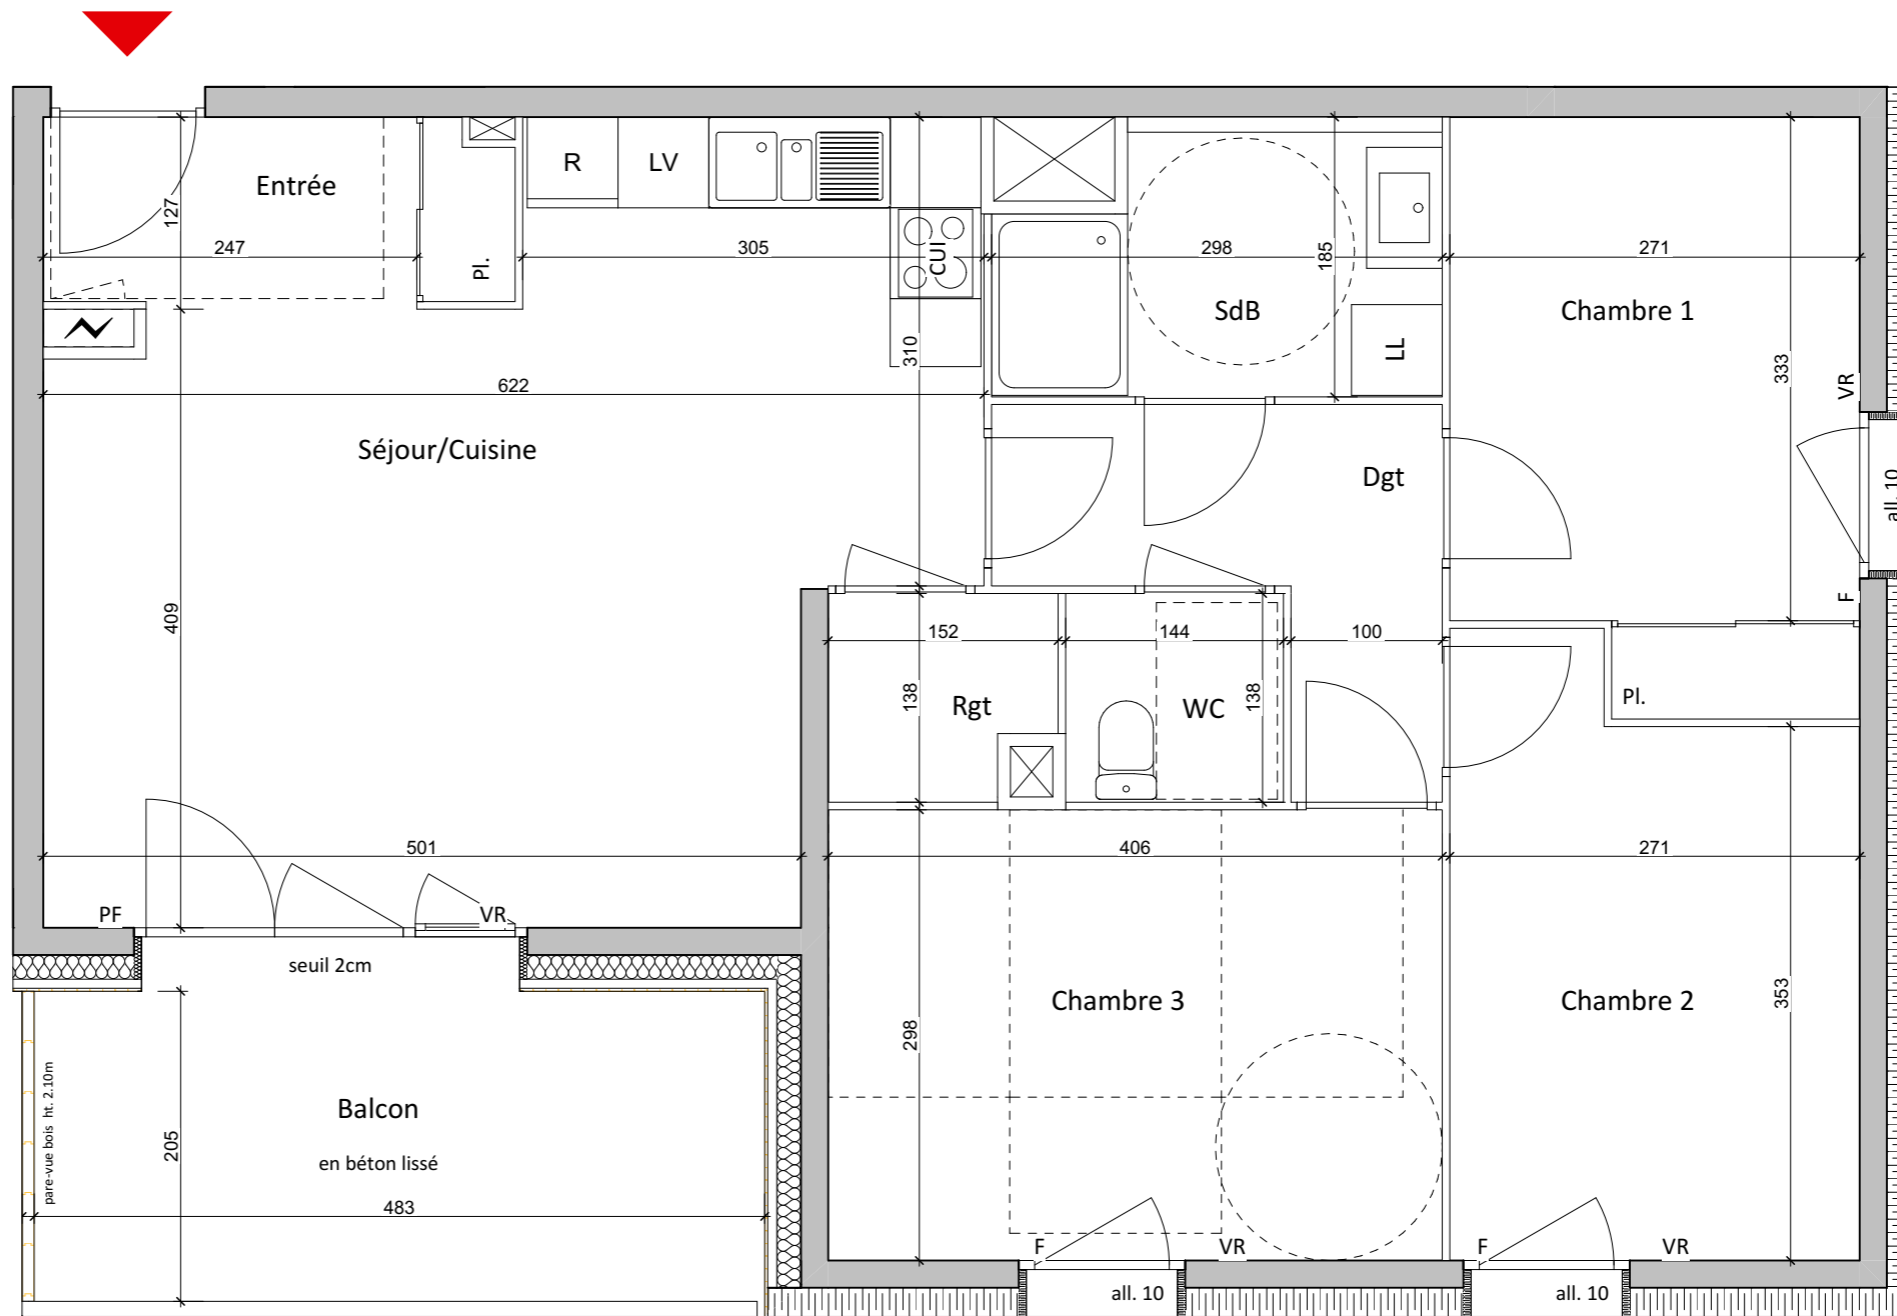 Entrée
R
LV
127
247
Pl.
305
CUI
298
185
271
SdB
Chambre 1
LL
310
333
VR
622
Séjour/Cuisine
Dgt
all. 10
409
F
152
144
100
138
Rgt
WC
138
Pl.
501
406
271
PF
VR
seuil 2cm
Chambre 3
Chambre 2
353
298
pare-vue bois ht. 2.10m
Balcon
205
en béton lissé
483
F
VR
F
VR
all. 10
all. 10